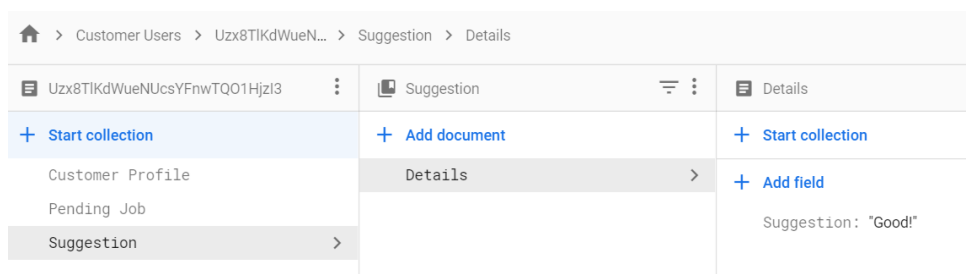 Customer Users > Uzx8TlKdWueN... > Suggestion > Details
Uzx8TlKdWueNUcsYFnwTQO1HjzI3
Suggestion
Details
+ Start collection
+ Add document
+ Start collection
Customer Profile
Details
+ Add field
Pending Job
Suggestion: "Good!"
Suggestion